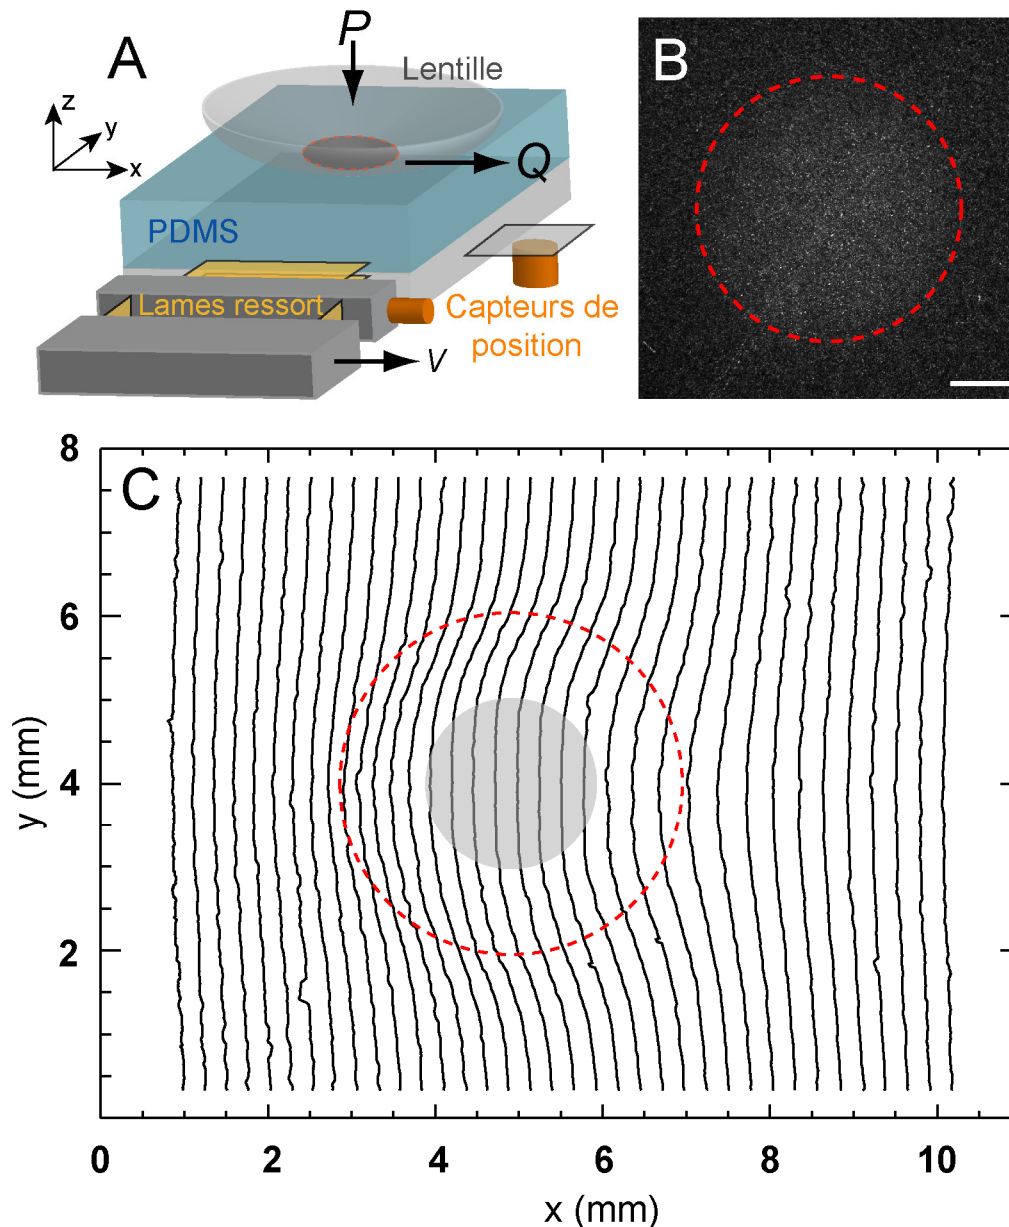 A
P
Lentille
z
y
x
Q
PDMS
Lames ressort
Capteurs de
position
v
B
C
8
6
4
2
0
y (mm)
0 2 4 6 8 10
x (mm)